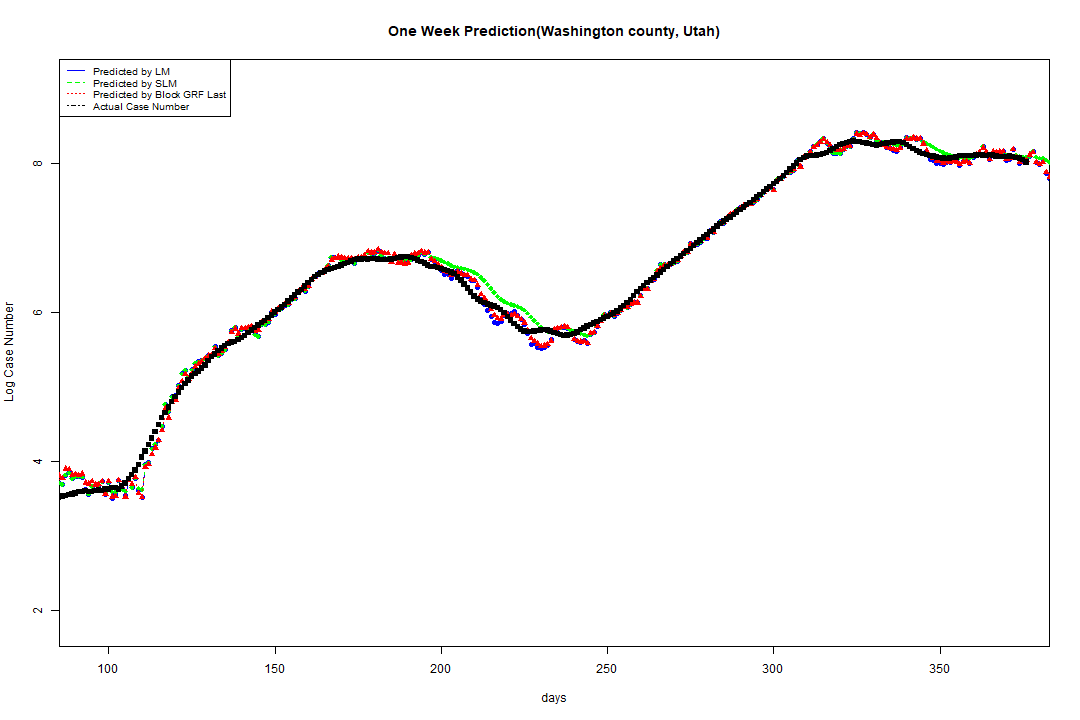 One Week Prediction(Washington county, Utah)
Predicted by LM
Predicted by SLM
Predicted by Block GRF Last
Actual Case Number
8
6
4
2
Log Case Number
100 150 200 250 300 350
days